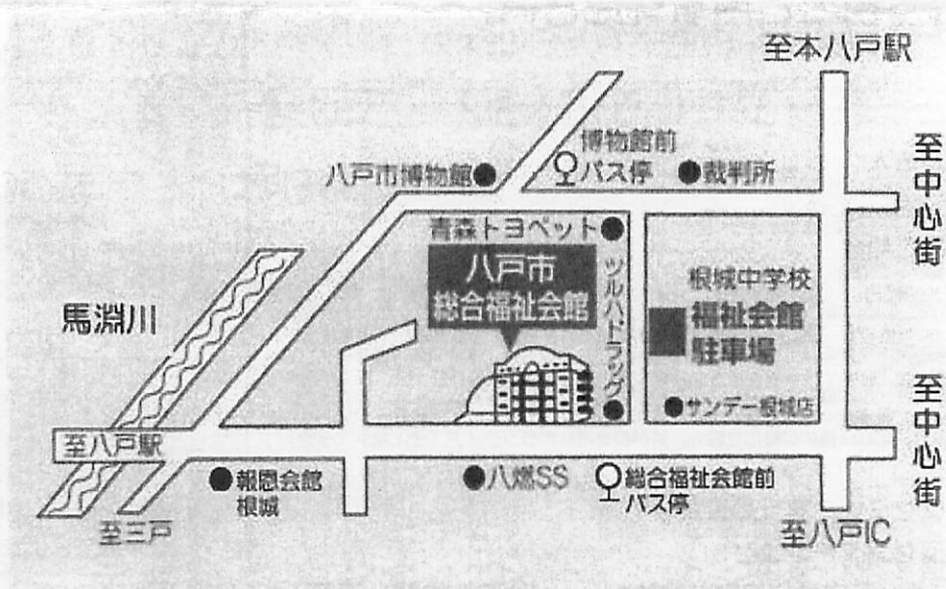 至本八戸駅
博物館前
バス停
八戸市博物館
裁判所
至中心街
青森トヨペット
八戸市
総合福祉会館
ツルハドラッグ
根城中学校
福祉会館
駐車場
馬淵川
サンデー根城店
至中心街
至八戸駅
報恩会館
根城
八燃SS
総合福祉会館前
バス停
至三戸
至八戸IC